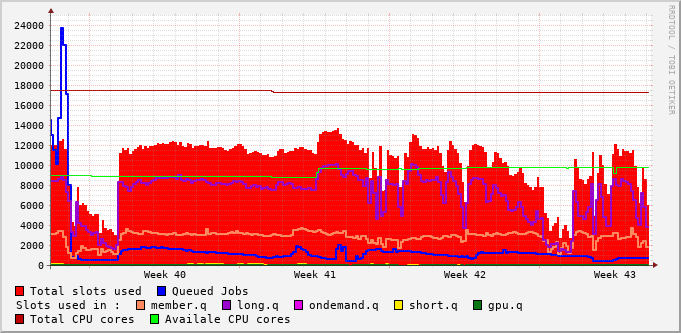 24000
22000
20000
18000
16000
14000
12000
10000
8000
6000
4000
2000
0
Week 40 Week 41 Week 42 Week 43
RRDTOOL / TOBI OETIKER
Total slots used Queued Jobs
Slots used in : member.q long.q ondemand.q short.q gpu.q
Total CPU cores Availale CPU cores